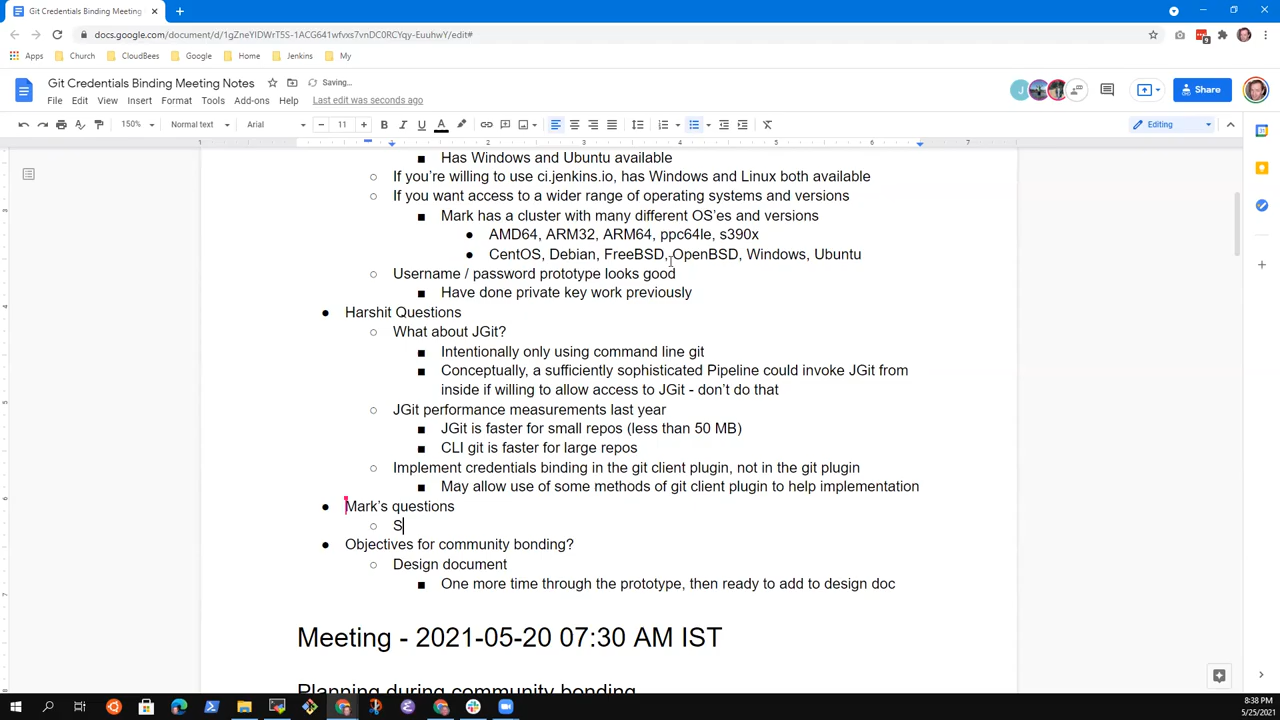 Git Credentials Binding Meeting
docs.google.com/document/d/1gZneYIDWrT5S-1ACG641wfvxs7vnDC0RCYqy-EuuhwY/edit#
Apps Church CloudBees Google Home Jenkins My
Git Credentials Binding Meeting Notes Saving...
File Edit View Insert Format Tools Add-ons Help Last edit was seconds ago
J
Share
150% Normal text Arial 11 Editing
1 1 2 3 4 5 6 7
Has Windows and Ubuntu available
If you're willing to use ci.jenkins.io, has Windows and Linux both available
If you want access to a wider range of operating systems and versions
Mark has a cluster with many different OS'es and versions
AMD64, ARM32, ARM64, ppc64le, s390x
CentOS, Debian, FreeBSD, OpenBSD, Windows, Ubuntu
Username / password prototype looks good
Have done private key work previously
Harshit Questions
What about JGit?
Intentionally only using command line git
Conceptually, a sufficiently sophisticated Pipeline could invoke JGit from
inside if willing to allow access to JGit - don't do that
JGit performance measurements last year
JGit is faster for small repos (less than 50 MB)
CLI git is faster for large repos
Implement credentials binding in the git client plugin, not in the git plugin
May allow use of some methods of git client plugin to help implementation
Mark's questions
S
Objectives for community bonding?
Design document
One more time through the prototype, then ready to add to design doc
Meeting - 2021-05-20 07:30 AM IST
Planning during community bonding
8:38 PM
5/25/2021